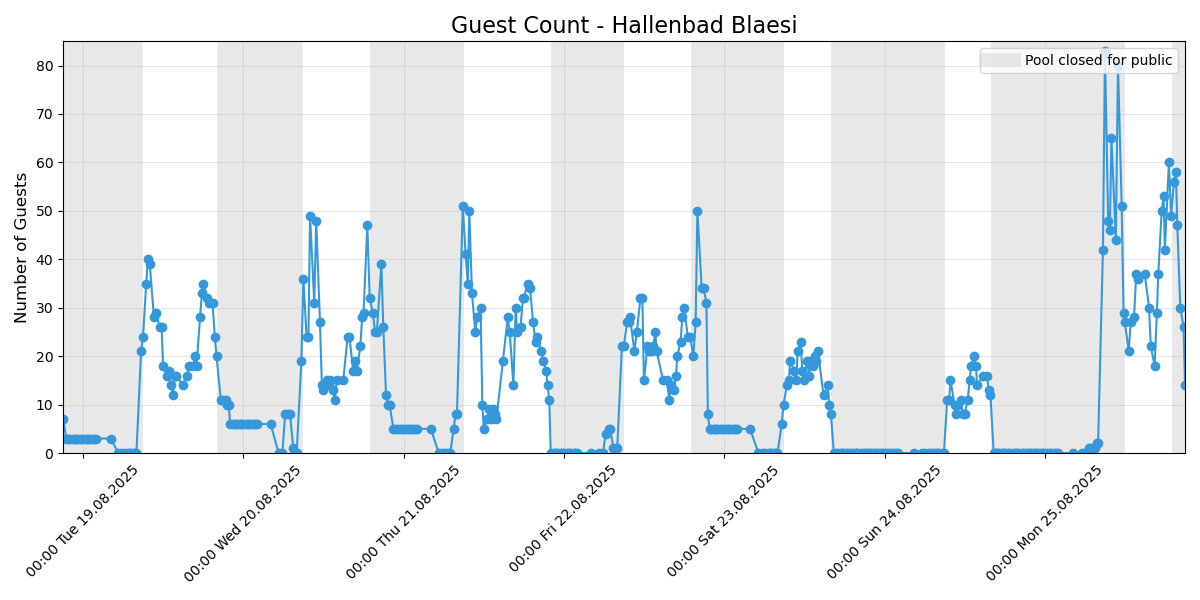 Guest Count - Hallenbad Blaesi
Pool closed for public
Number of Guests
80
70
60
50
40
30
20
10
0
00:00 Tue 19.08.2025
00:00 Wed 20.08.2025
00:00 Thu 21.08.2025
00:00 Fri 22.08.2025
00:00 Sat 23.08.2025
00:00 Sun 24.08.2025
00:00 Mon 25.08.2025